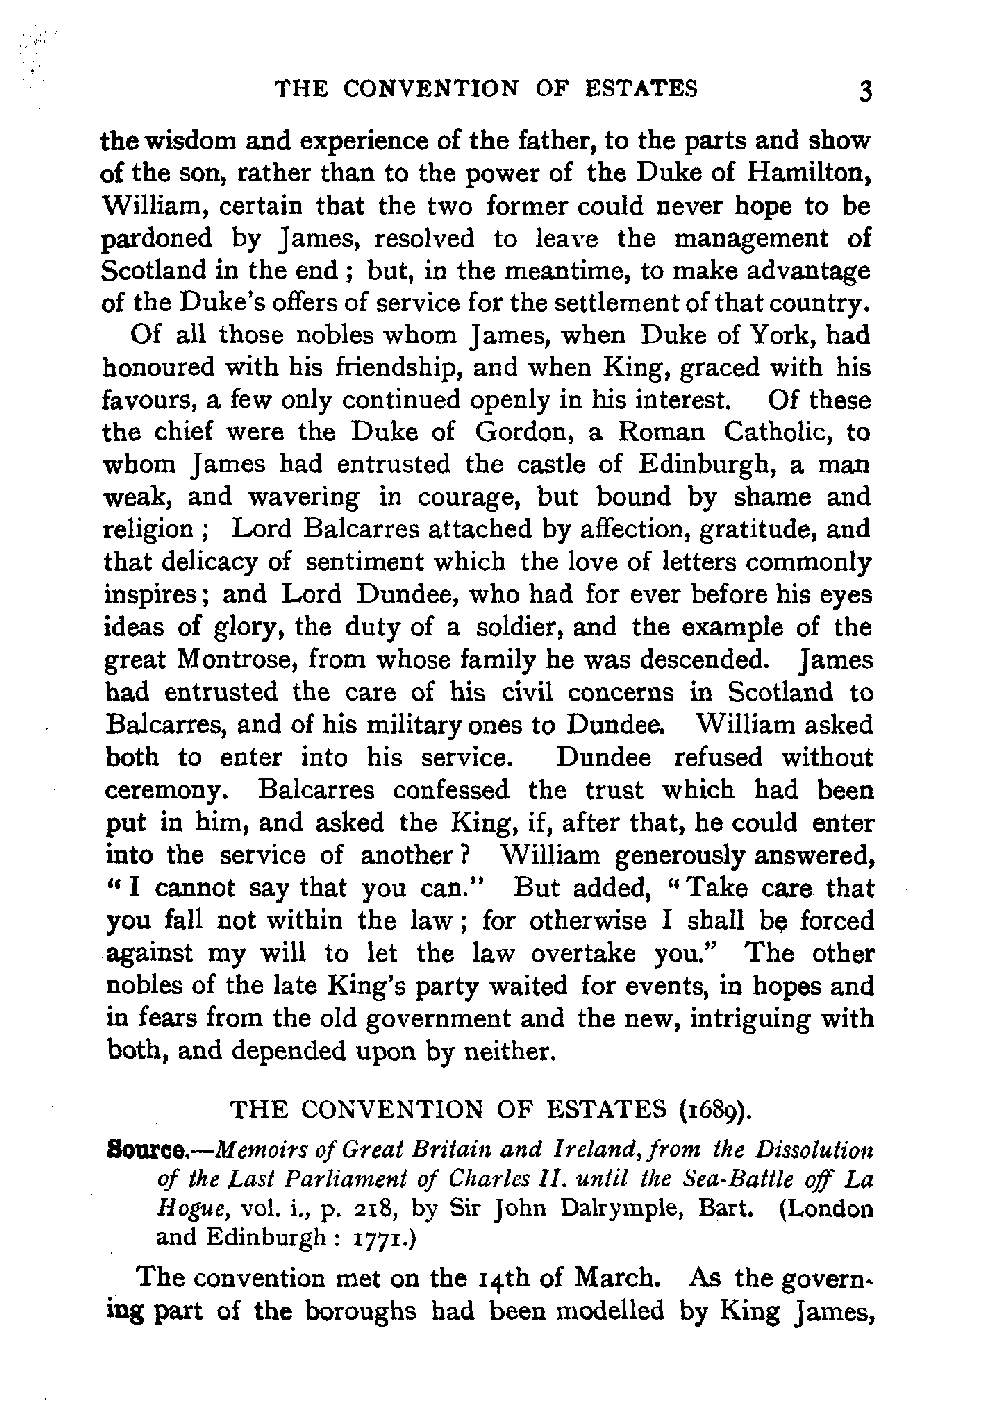 THE CONVENTION OF ESTATES 3
the wisdom and experience of the father, to the parts and show
of the son, rather than to the power of the Duke of Hamilton,
William, certain that the two former could never hope to be
pardoned by James, resolved to leave the management of
Scotland in the end ; but, in the meantime, to make advantage
of the Duke's offers of service for the settlement of that country.
Of all those nobles whom James, when Duke of York, had
honoured with his friendship, and when King, graced with his
favours, a few only continued openly in his interest. Of these
the chief were the Duke of Gordon, a Roman Catholic, to
whom James had entrusted the castle of Edinburgh, a man
weak, and wavering in courage, but bound by shame and
religion ; Lord Balcarres attached by affection, gratitude, and
that delicacy of sentiment which the love of letters commonly
inspires ; and Lord Dundee, who had for ever before his eyes
ideas of glory, the duty of a soldier, and the example of the
great Montrose, from whose family he was descended. James
had entrusted the care of his civil concerns in Scotland to
Balcarres, and of his military ones to Dundee. William asked
both to enter into his service. Dundee refused without
ceremony. Balcarres confessed the trust which had been
put in him, and asked the King, if, after that, he could enter
into the service of another ? William generously answered,
“ I cannot say that you can.” But added, “ Take care that
you fall not within the law ; for otherwise I shall be forced
against my will to let the law overtake you.” The other
nobles of the late King's party waited for events, in hopes and
in fears from the old government and the new, intriguing with
both, and depended upon by neither.
THE CONVENTION OF ESTATES (1689).
Source.—Memoirs of Great Britain and Ireland, from the Dissolution
of the Last Parliament of Charles II. until the Sea-Battle off La
Hogue, vol. i., p. 218, by Sir John Dalrymple, Bart. (London
and Edinburgh : 1771.)
The convention met on the 14th of March. As the govern-
ing part of the boroughs had been modelled by King James,